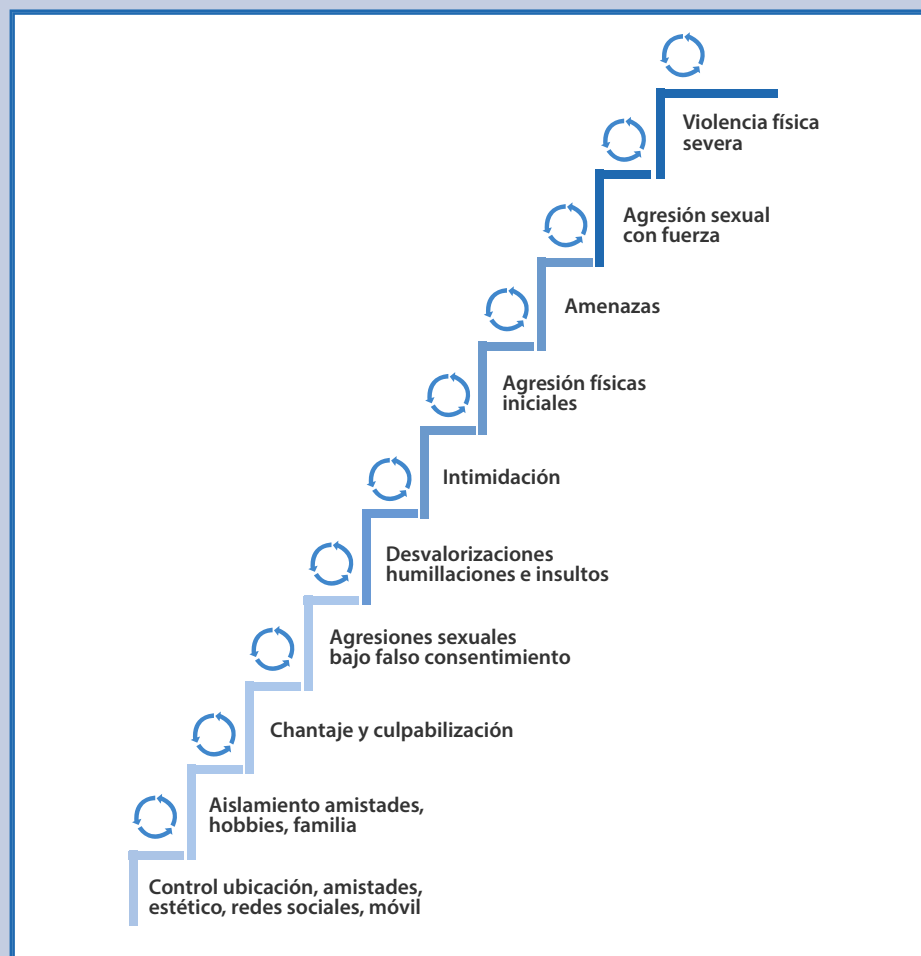 Violencia física
severa
Agresión sexual
con fuerza
Amenazas
Agresión físicas
iniciales
Intimidación
Desvalorizaciones
humillaciones e insultos
Agresiones sexuales
bajo falso consentimiento
Chantaje y culpabilización
Aislamiento amistades,
hobbies, familia
Control ubicación, amistades,
estético, redes sociales, móvil